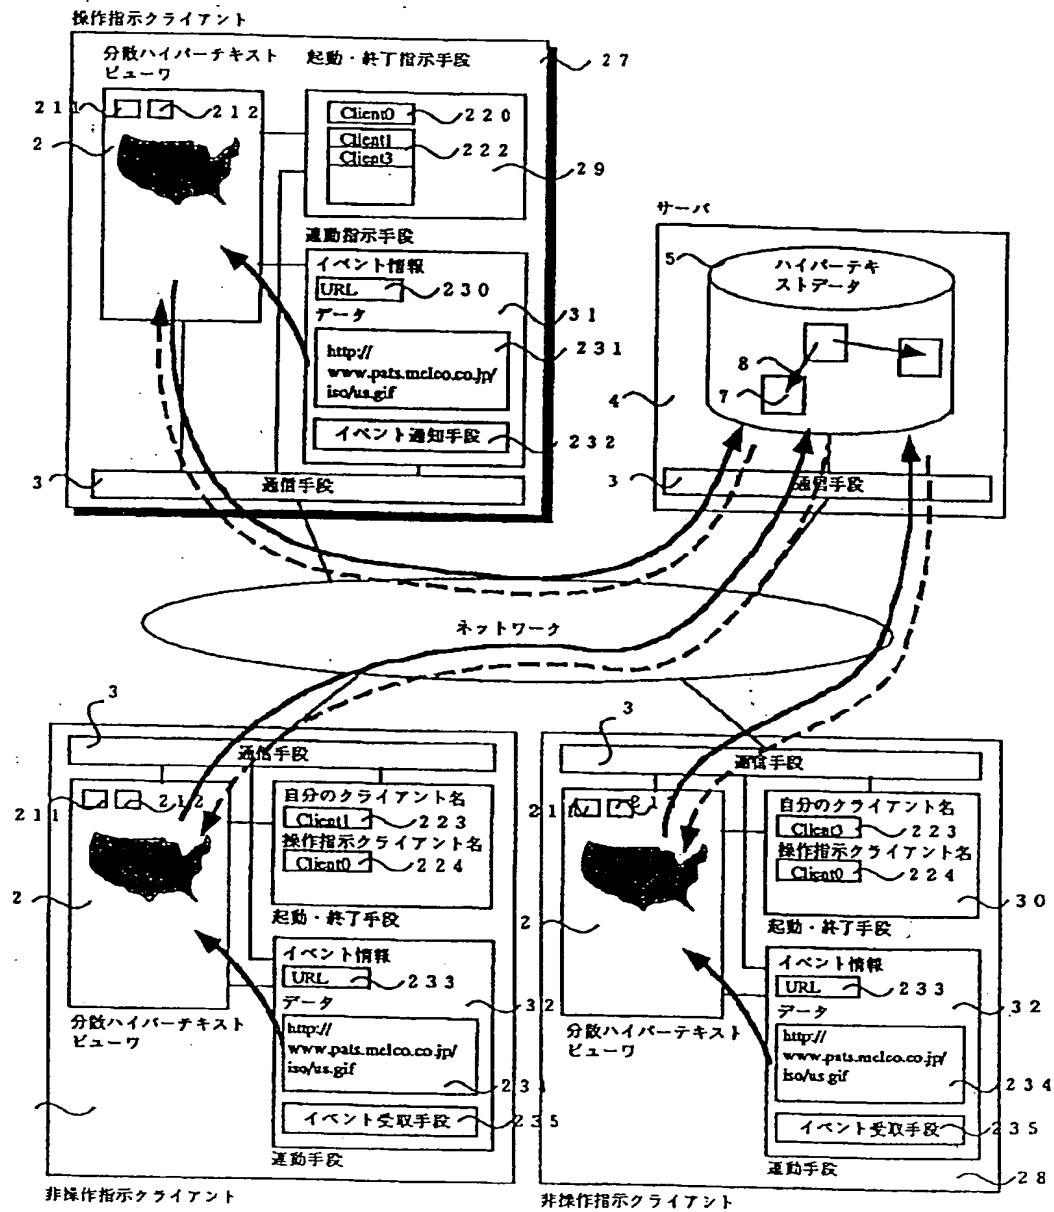 操作指示クライアント
分散ハイパーテキスト
ビューワ
起動・終了指示手段
27
211
212
2
Client0
220
Client1
222
Client3
29
連動指示手段
イベント情報
URL
230
31
データ
231
http://
www.pats.melco.co.jp/
iso/us.gif
イベント通知手段
232
3
通信手段
サーバ
5
ハイパーテキ
ストデータ
8
7
4
3
通信手段
ネットワーク
3
通信手段
211
212
2
自分のクライアント名
Client1
223
操作指示クライアント名
Client0
224
起動・終了手段
イベント情報
URL
233
32
データ
http://
www.pats.melco.co.jp/
iso/us.gif
234
イベント受取手段
235
連動手段
分散ハイパーテキスト
ビューワ
非操作指示クライアント
3
通信手段
2
自分のクライアント名
Client3
223
操作指示クライアント名
Client0
224
30
起動・終了手段
イベント情報
URL
233
32
データ
http://
www.pats.melco.co.jp/
iso/us.gif
234
イベント受取手段
235
連動手段
分散ハイパーテキスト
ビューワ
28
非操作指示クライアント